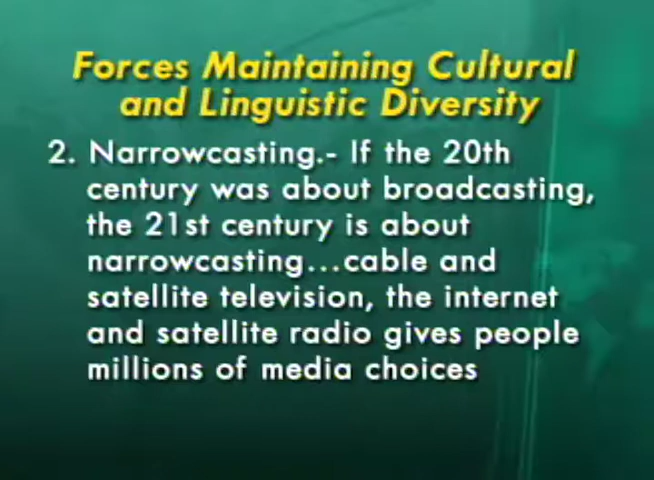 Forces Maintaining Cultural
and Linguistic Diversity
2. Narrowcasting.- If the 20th
century was about broadcasting,
the 21st century is about
narrowcasting...cable and
satellite television, the internet
and satellite radio gives people
millions of media choices